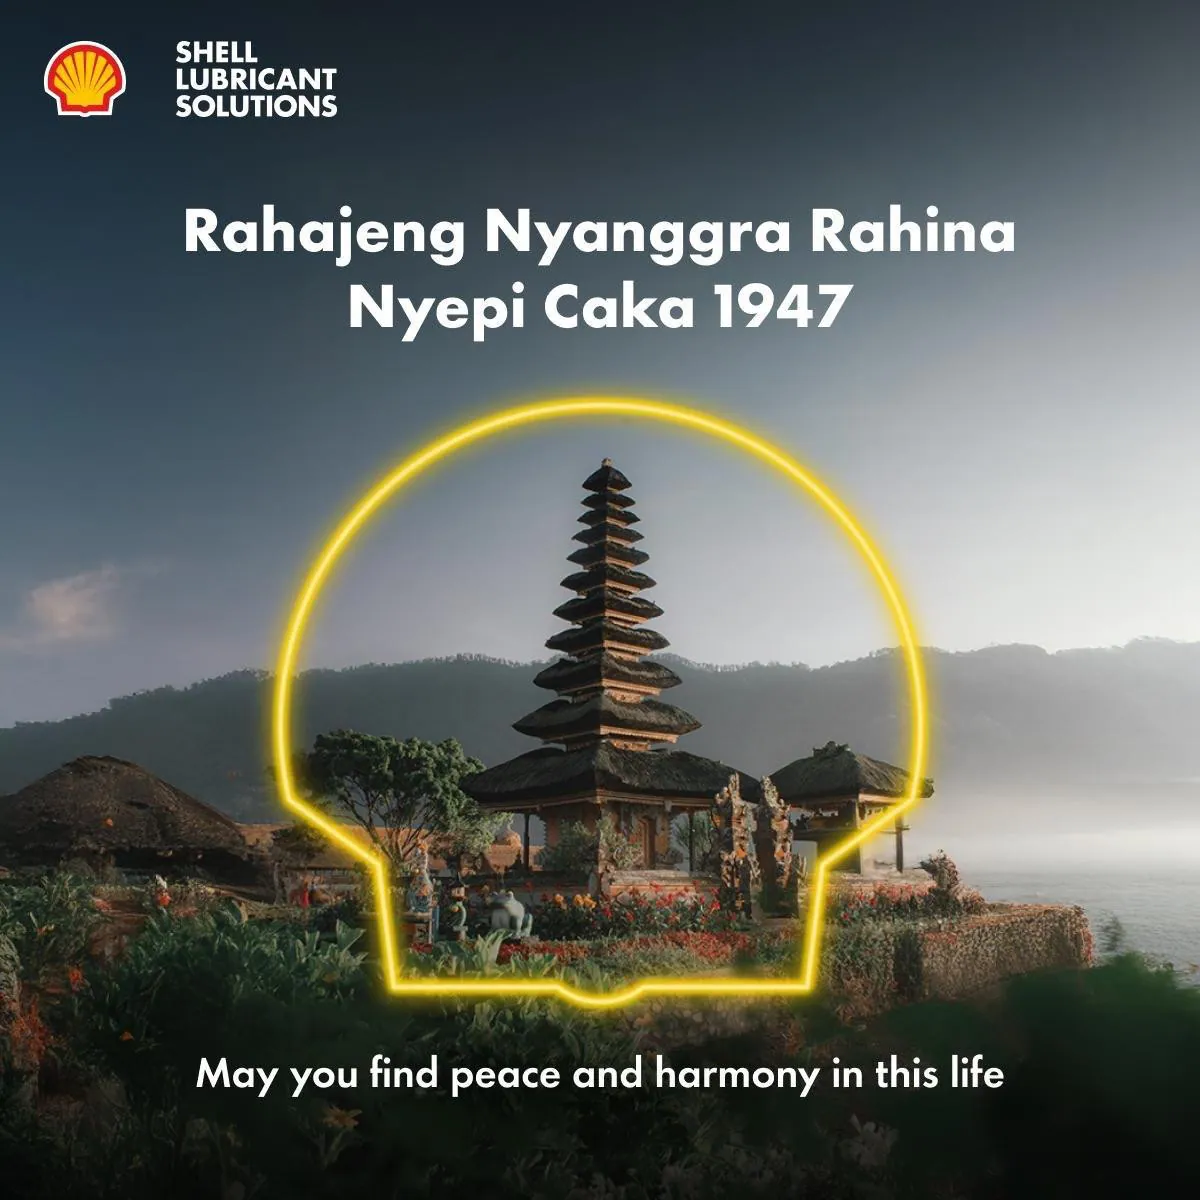 SHELL
LUBRICANT
SOLUTIONS
Rahajeng Nyanggra Rahina
Nyepi Caka 1947
May you find peace and harmony in this life